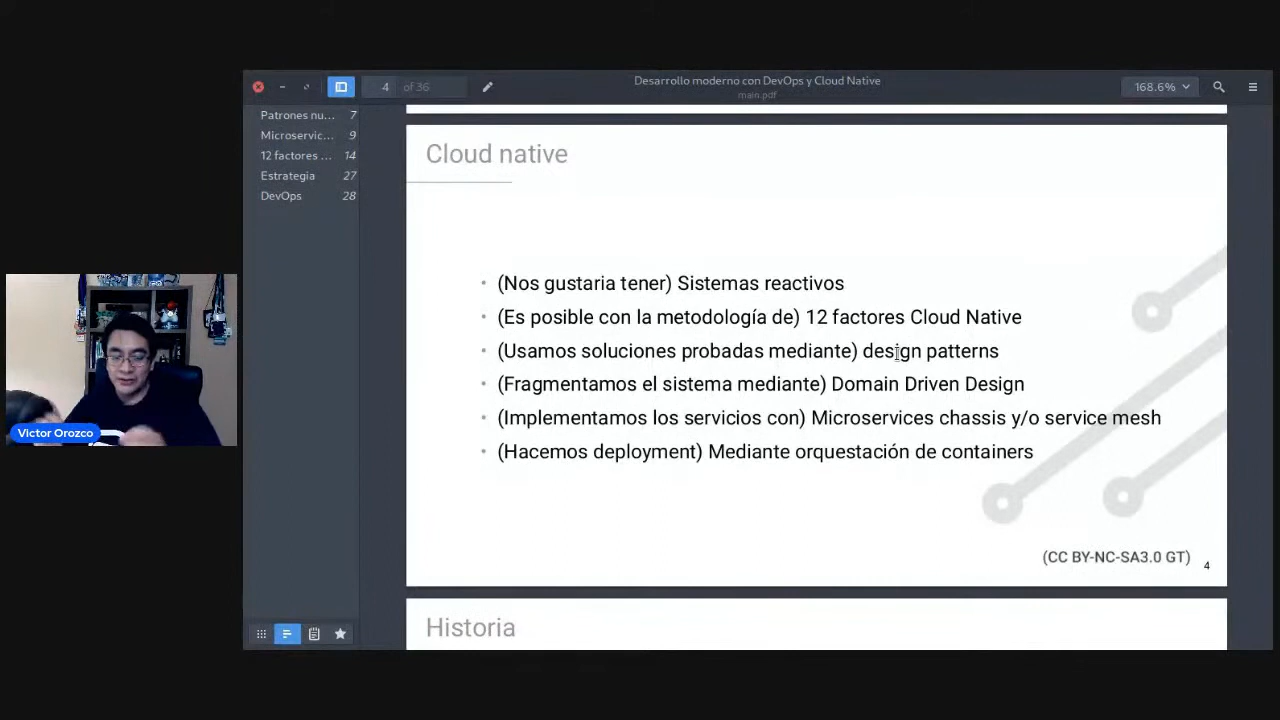 Desarrollo moderno con DevOps y Cloud Native
main.pdf
4 of 36
168.6%
Patrones nu... 7
Microservic... 9
12 factores ... 14
Estrategia 27
DevOps 28
Cloud native
(Nos gustaria tener) Sistemas reactivos
(Es posible con la metodología de) 12 factores Cloud Native
(Usamos soluciones probadas mediante) design patterns
(Fragmentamos el sistema mediante) Domain Driven Design
(Implementamos los servicios con) Microservices chassis y/o service mesh
(Hacemos deployment) Mediante orquestación de containers
(CC BY-NC-SA3.0 GT)
4
Historia
Victor Orozco